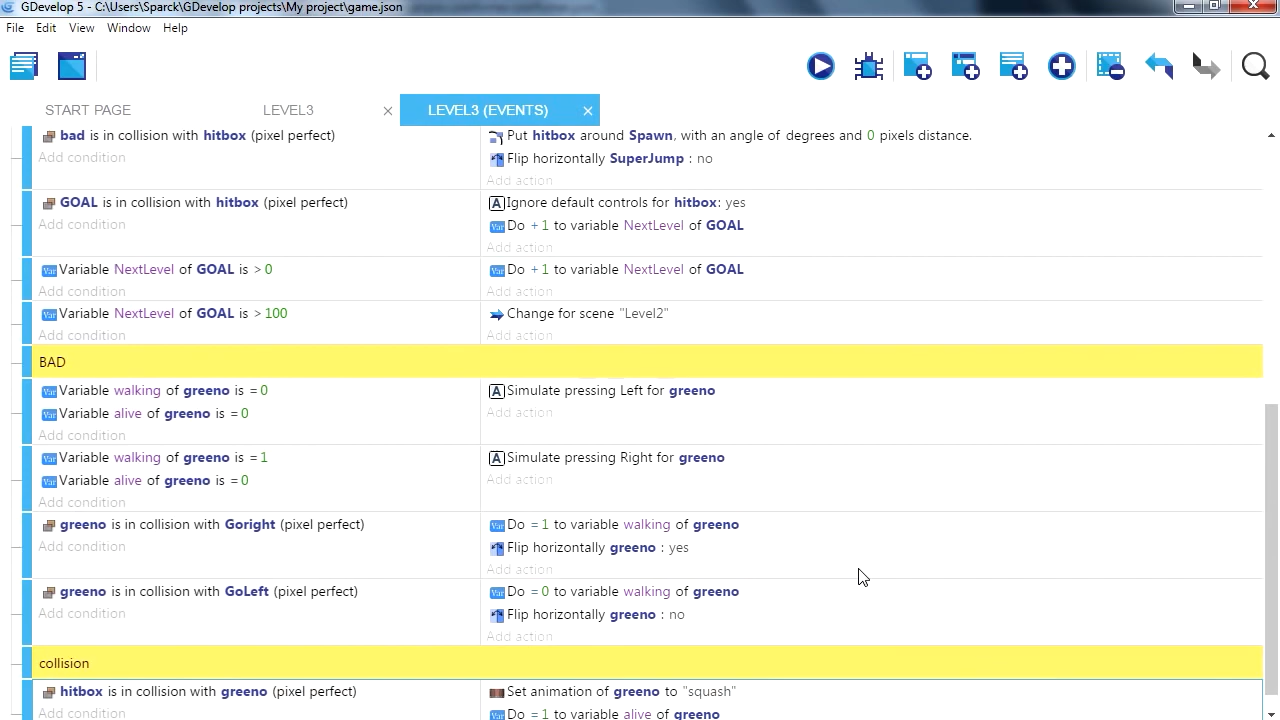 GDevelop 5 - C:\Users\Sparck\GDevelop projects\My project\game.json
File Edit View Window Help
START PAGE LEVEL3 × LEVEL3 (EVENTS) ×
bad is in collision with hitbox (pixel perfect) Put hitbox around Spawn, with an angle of degrees and 0 pixels distance.
Add condition Flip horizontally SuperJump : no
Add action
GOAL is in collision with hitbox (pixel perfect) Ignore default controls for hitbox: yes
Add condition Do + 1 to variable NextLevel of GOAL
Add action
Variable NextLevel of GOAL is > 0 Do + 1 to variable NextLevel of GOAL
Add condition Add action
Variable NextLevel of GOAL is > 100 Change for scene "Level2"
Add condition Add action
BAD
Variable walking of greeno is = 0 Simulate pressing Left for greeno
Variable alive of greeno is = 0 Add action
Add condition
Variable walking of greeno is = 1 Simulate pressing Right for greeno
Variable alive of greeno is = 0 Add action
Add condition
greeno is in collision with Goright (pixel perfect) Do = 1 to variable walking of greeno
Add condition Flip horizontally greeno : yes
Add action
greeno is in collision with GoLeft (pixel perfect) Do = 0 to variable walking of greeno
Add condition Flip horizontally greeno : no
Add action
collision
hitbox is in collision with greeno (pixel perfect) Set animation of greeno to "squash"
Add condition Do = 1 to variable alive of greeno